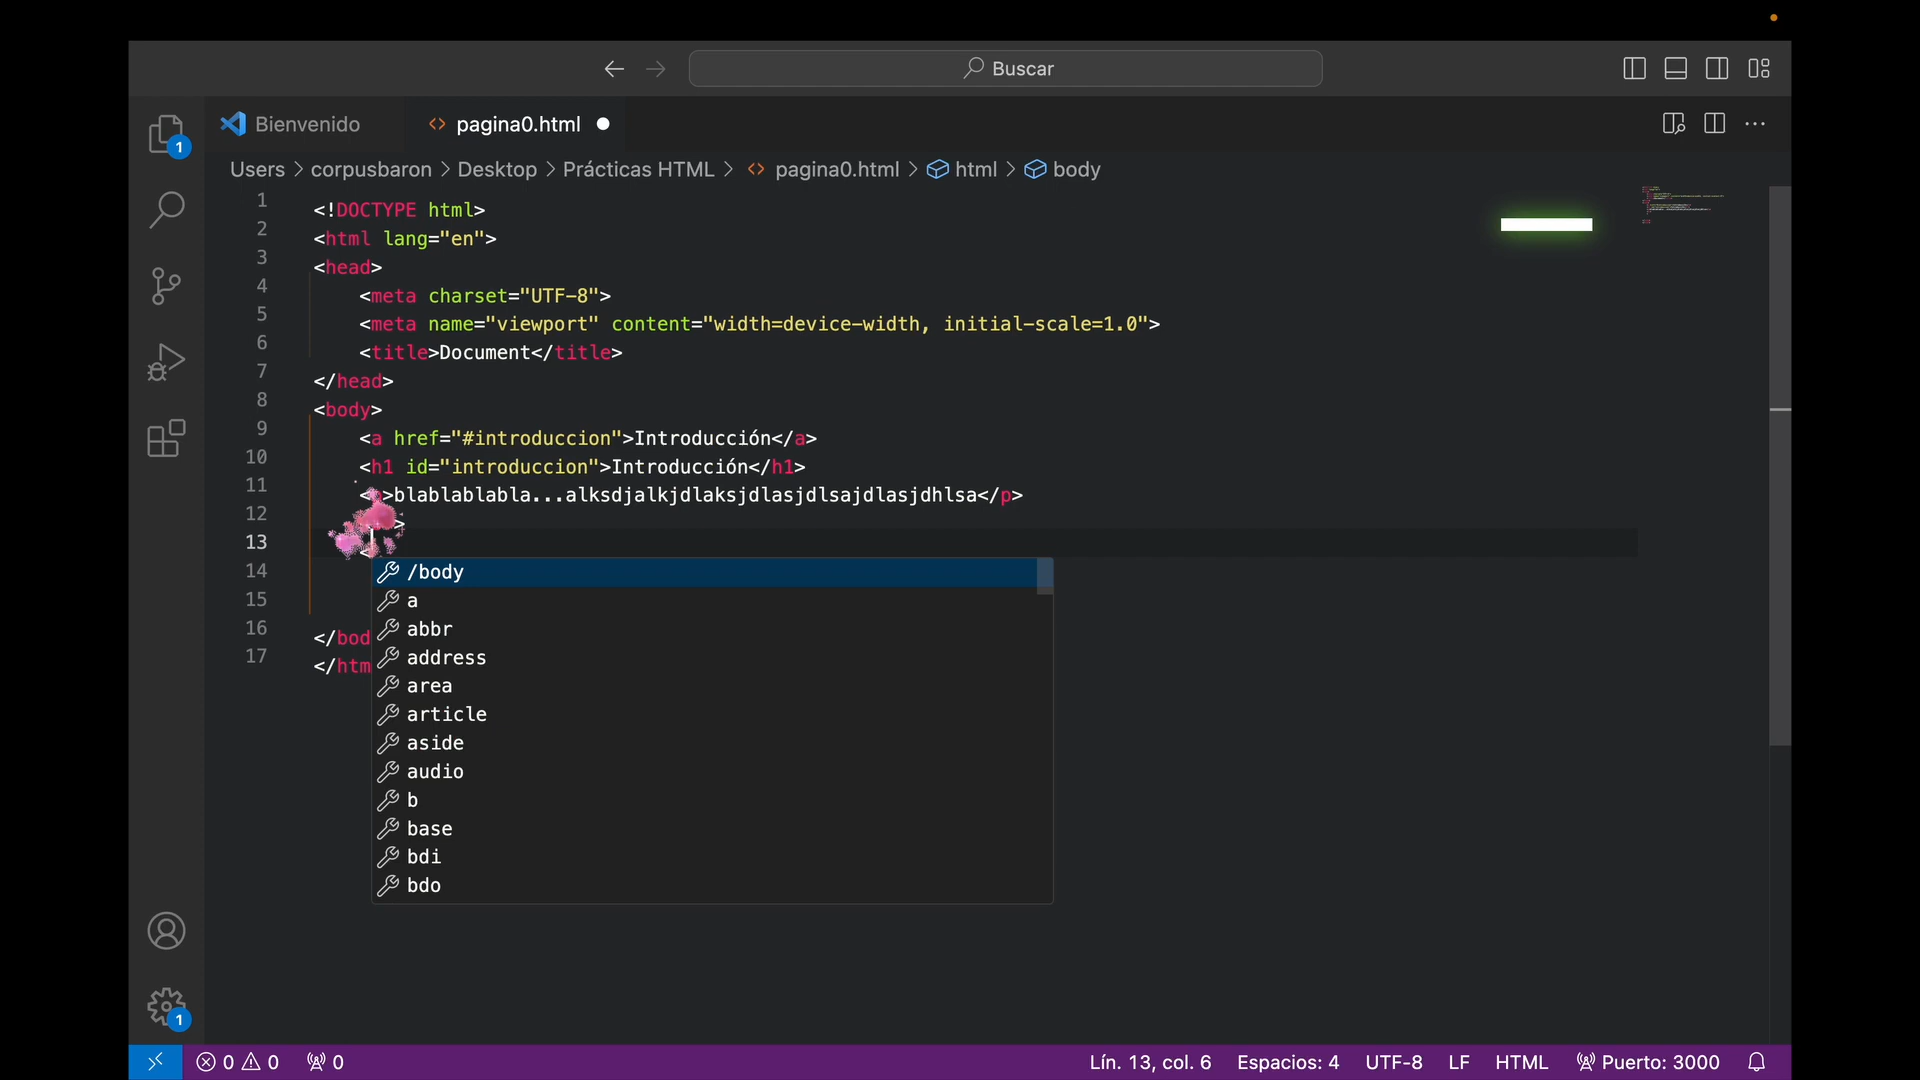 Buscar
1
Bienvenido
<> pagina0.html
Users > corpusbaron > Desktop > Prácticas HTML > <> pagina0.html > html > body
1 <!DOCTYPE html>
2 <html lang="en">
3 <head>
4 <meta charset="UTF-8">
5 <meta name="viewport" content="width=device-width, initial-scale=1.0">
6 <title>Document</title>
7 </head>
8 <body>
9 <a href="#introduccion">Introducción</a>
10 <h1 id="introduccion">Introducción</h1>
11 < >blablablabla...alksdjalkjdlaksjdlasjdlsajdlasjdhlsa</p>
12 >
13 <
14
15
16 </bod
17 </htm
/body
a
abbr
address
area
article
aside
audio
b
base
bdi
bdo
1
0 0 0
Lín. 13, col. 6 Espacios: 4 UTF-8 LF HTML Puerto: 3000